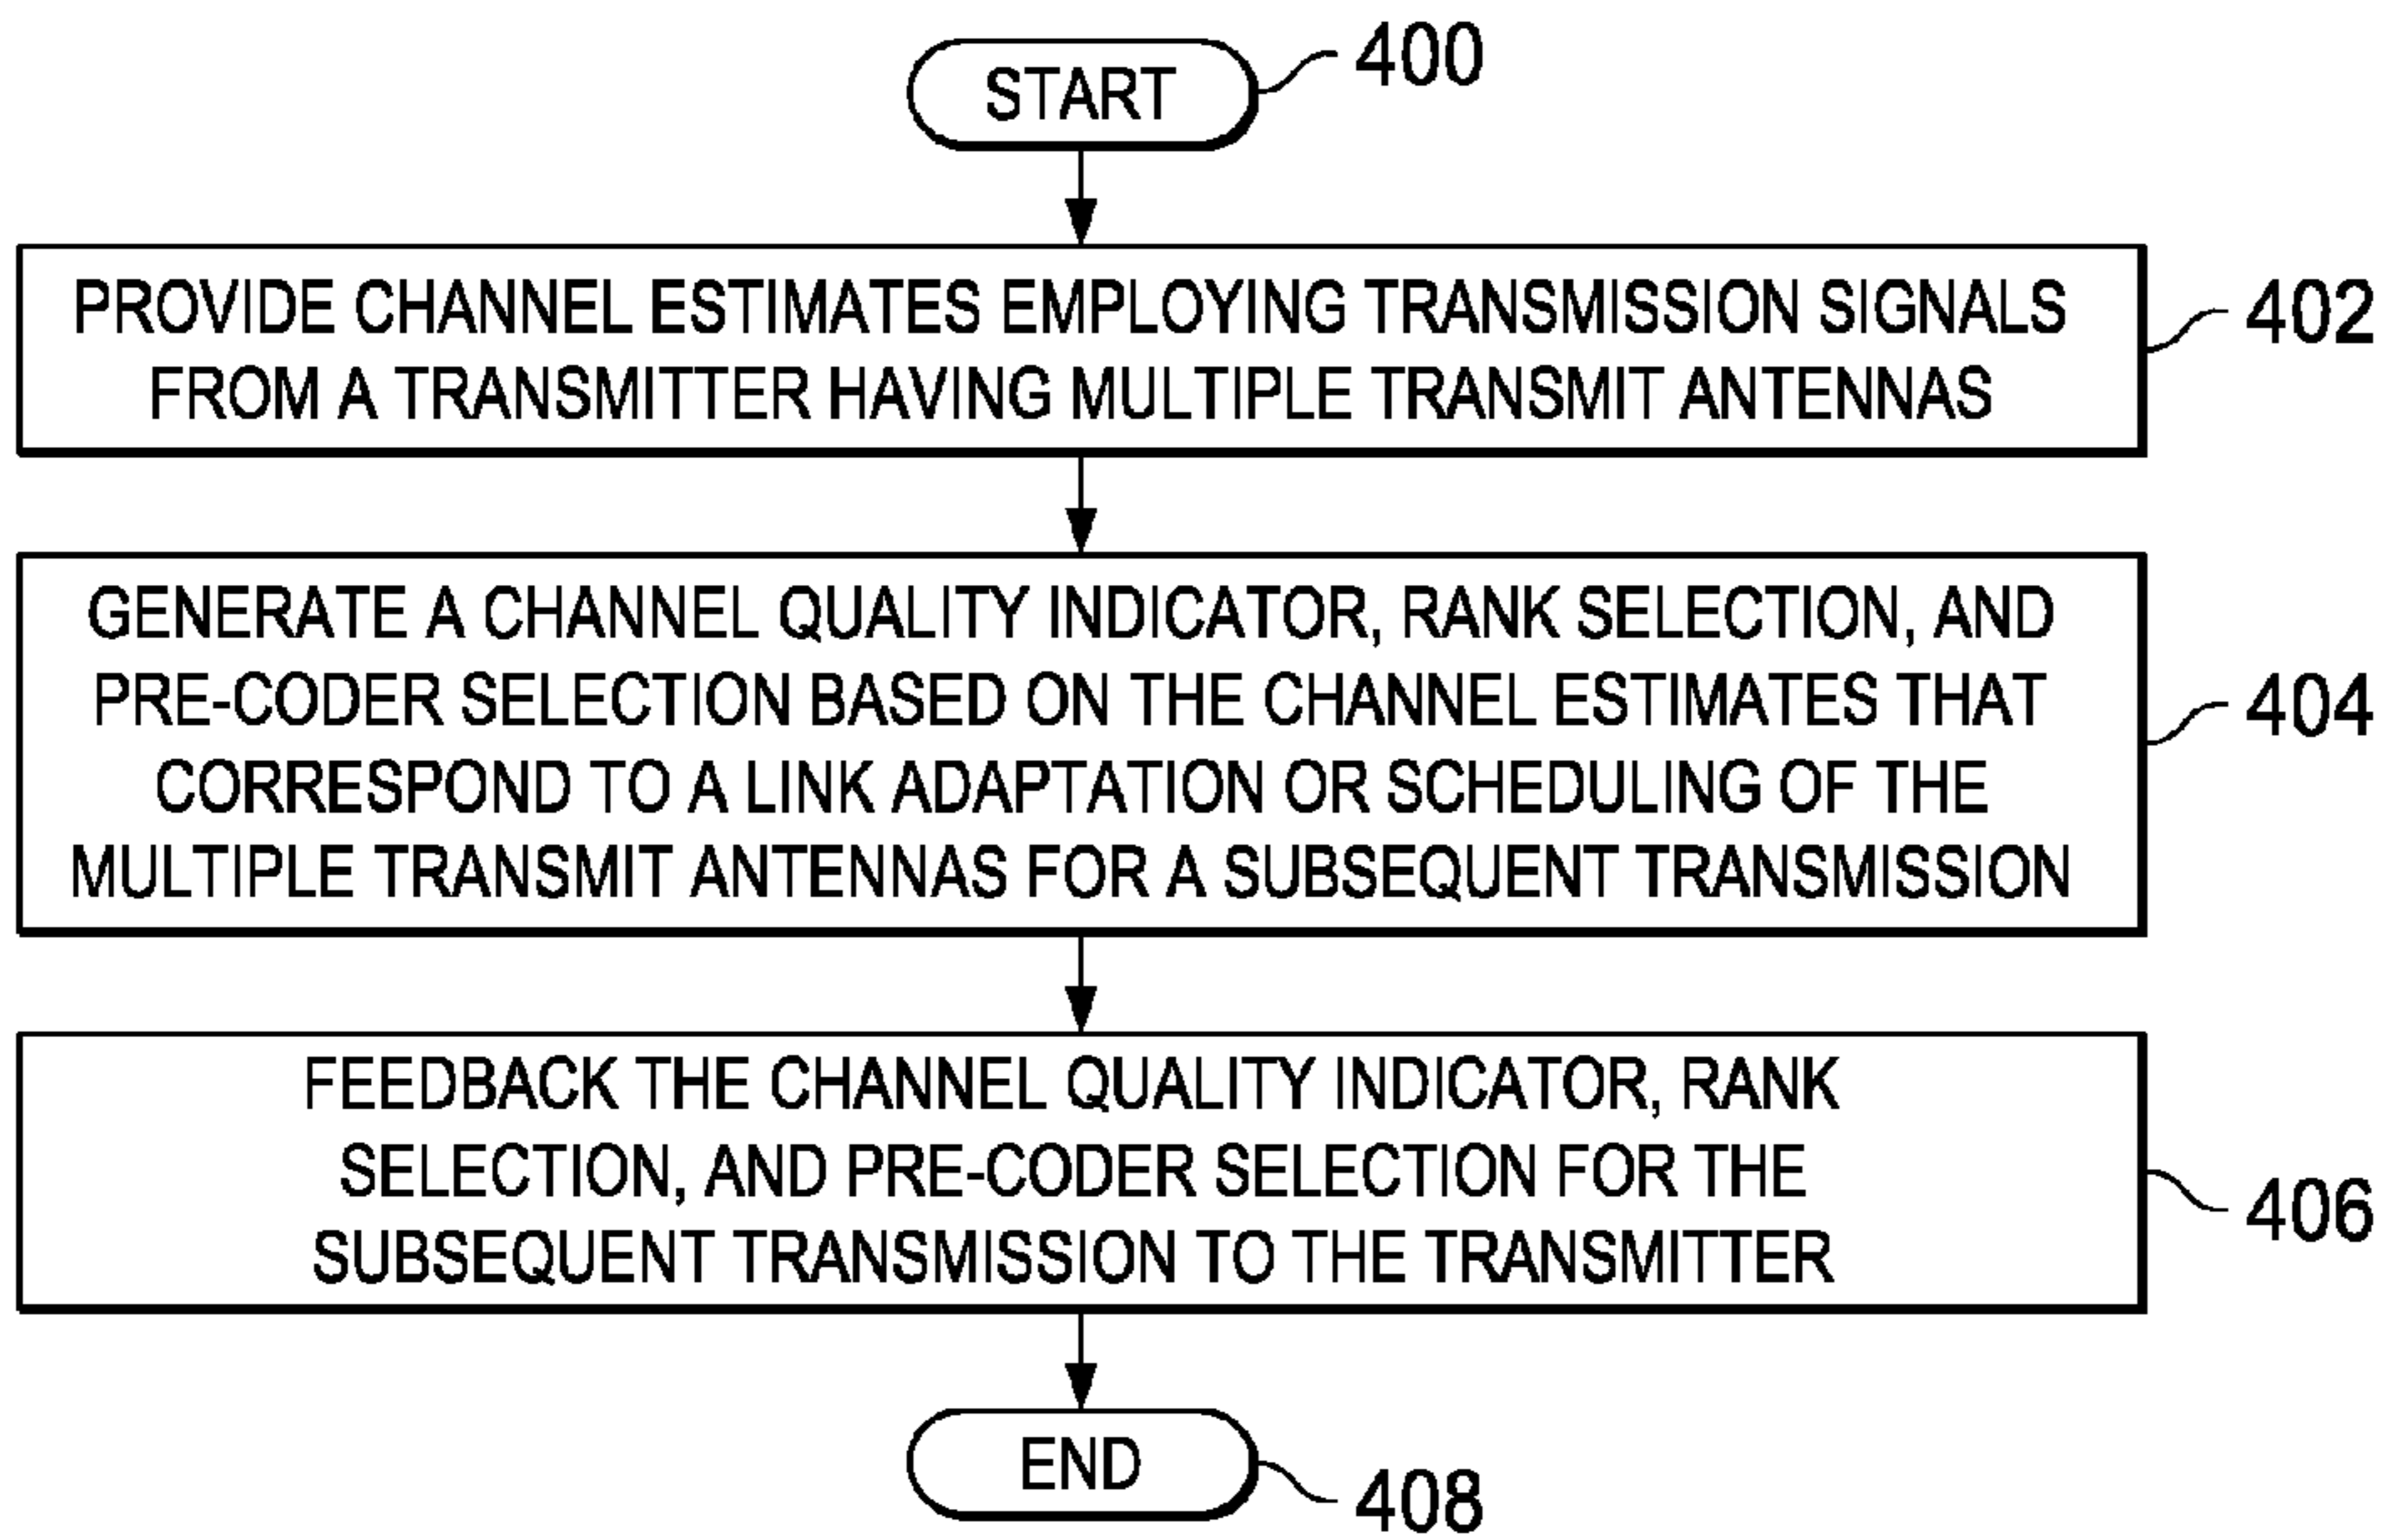 START
400
PROVIDE CHANNEL ESTIMATES EMPLOYING TRANSMISSION SIGNALS
FROM A TRANSMITTER HAVING MULTIPLE TRANSMIT ANTENNAS
402
GENERATE A CHANNEL QUALITY INDICATOR, RANK SELECTION, AND
PRE-CODER SELECTION BASED ON THE CHANNEL ESTIMATES THAT
CORRESPOND TO A LINK ADAPTATION OR SCHEDULING OF THE
MULTIPLE TRANSMIT ANTENNAS FOR A SUBSEQUENT TRANSMISSION
404
FEEDBACK THE CHANNEL QUALITY INDICATOR, RANK
SELECTION, AND PRE-CODER SELECTION FOR THE
SUBSEQUENT TRANSMISSION TO THE TRANSMITTER
406
END
408